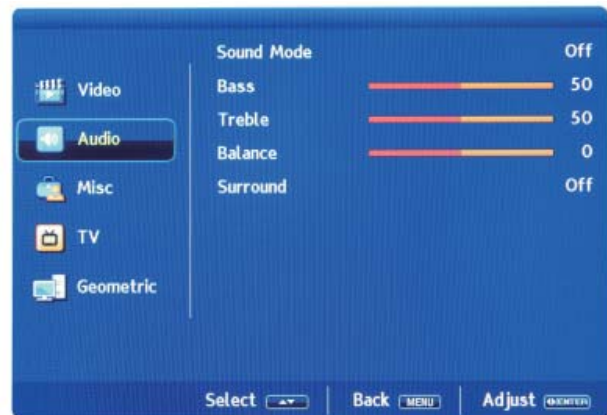 Video
Audio
Misc
TV
Geometric
Sound Mode Off
Bass 50
Treble 50
Balance 0
Surround Off
Select Back MENU Adjust ENTER